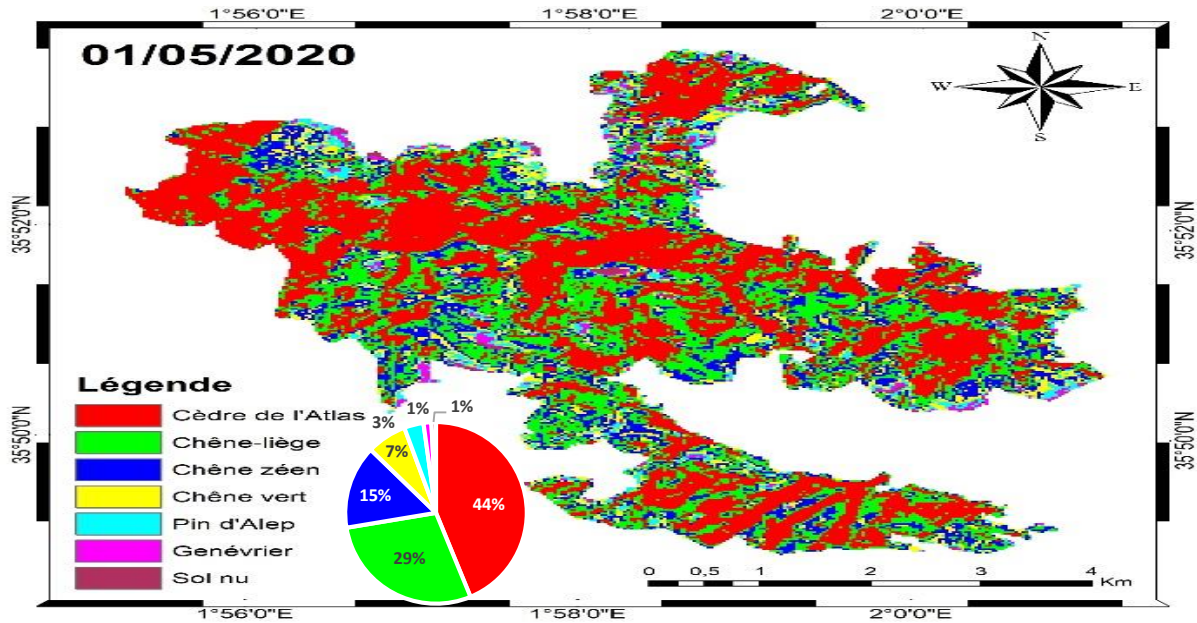 1°56'0"E 1°58'0"E 2°0'0"E
01/05/2020
N
W E
S
35°52'0"N 35°52'0"N
Légende
Cèdre de l'Atlas
Chêne-liège
Chêne zéen
Chêne vert
Pin d'Alep
Genévrier
Sol nu
3% 1% 1%
7%
15% 44%
29%
35°50'0"N 35°50'0"N
0 0,5 1 2 3 4
Km
1°56'0"E 1°58'0"E 2°0'0"E